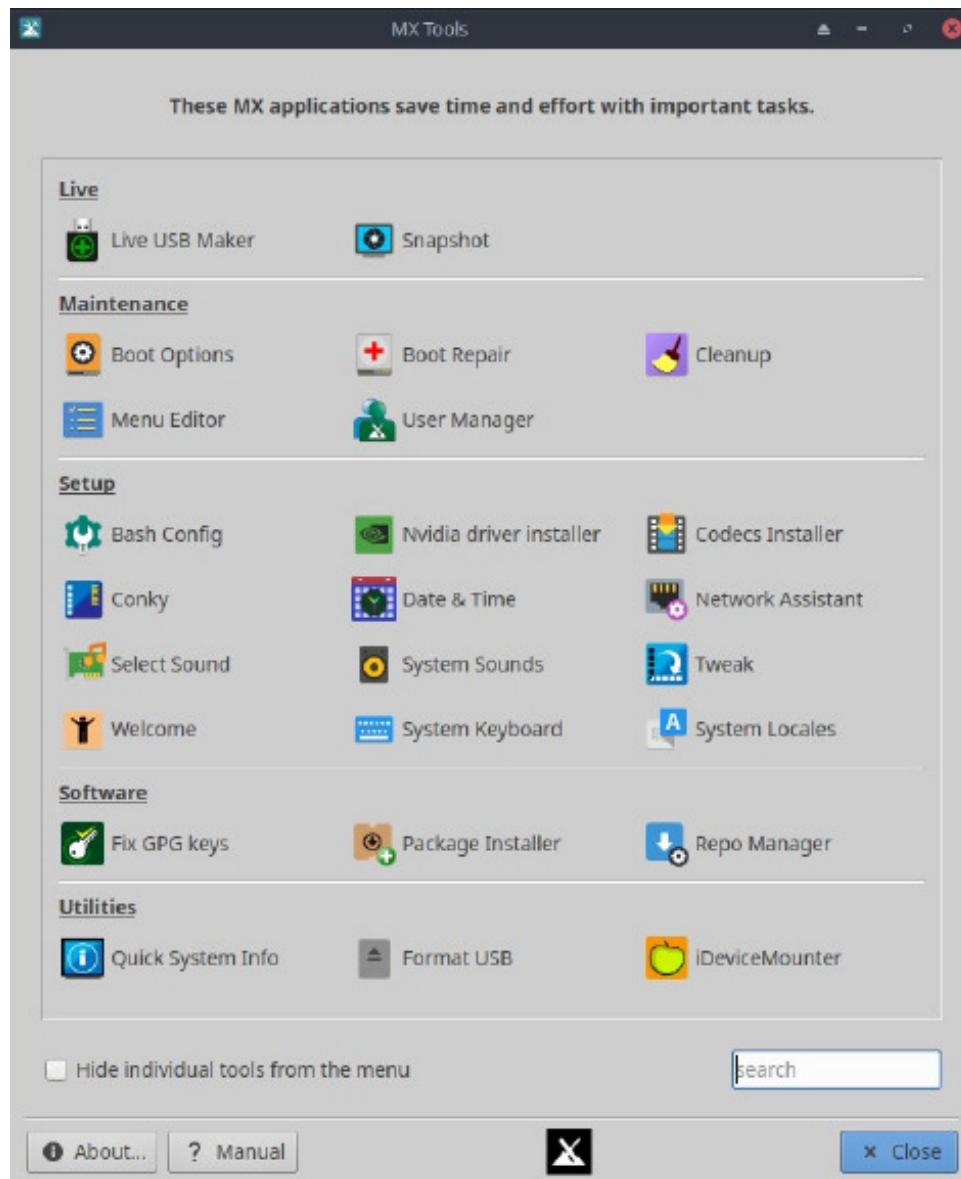 MX Tools
These MX applications save time and effort with important tasks.
Live
Live USB Maker Snapshot
Maintenance
Boot Options Boot Repair Cleanup
Menu Editor User Manager
Setup
Bash Config Nvidia driver installer Codecs Installer
Conky Date & Time Network Assistant
Select Sound System Sounds Tweak
Welcome System Keyboard System Locales
Software
Fix GPG keys Package Installer Repo Manager
Utilities
Quick System Info Format USB iDeviceMounter
Hide individual tools from the menu search
About... ? Manual Close